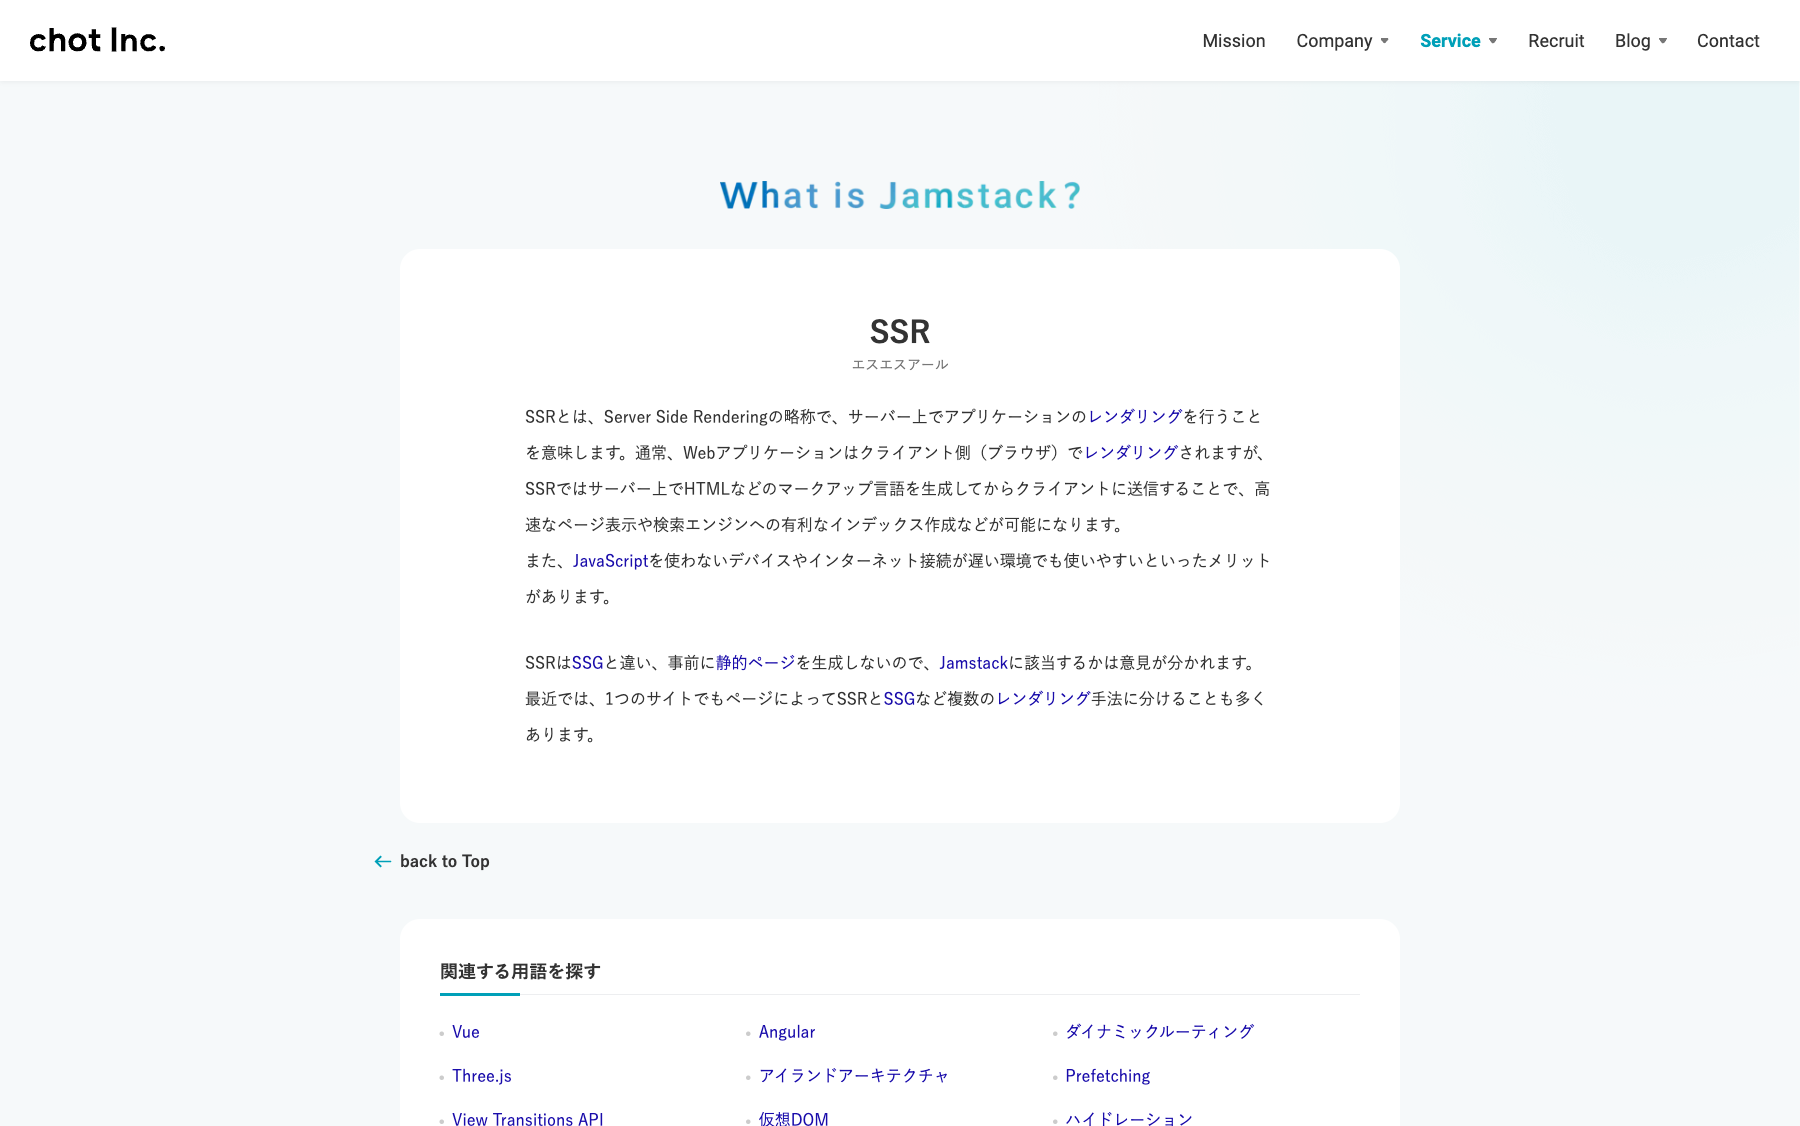 chot Inc.
Mission Company Service Recruit Blog Contact
What is Jamstack?
SSR
エスエスアール
SSRとは、Server Side Renderingの略称で、サーバー上でアプリケーションのレンダリングを行うこと
を意味します。通常、Webアプリケーションはクライアント側（ブラウザ）でレンダリングされますが、
SSRではサーバー上でHTMLなどのマークアップ言語を生成してからクライアントに送信することで、高
速なページ表示や検索エンジンへの有利なインデックス作成などが可能になります。
また、JavaScriptを使わないデバイスやインターネット接続が遅い環境でも使いやすいといったメリット
があります。
SSRはSSGと違い、事前に静的ページを生成しないので、Jamstackに該当するかは意見が分かれます。
最近では、1つのサイトでもページによってSSRとSSGなど複数のレンダリング手法に分けることも多く
あります。
back to Top
関連する用語を探す
Vue Angular ダイナミックルーティング
Three.js アイランドアーキテクチャ Prefetching
View Transitions API 仮想DOM ハイドレーション